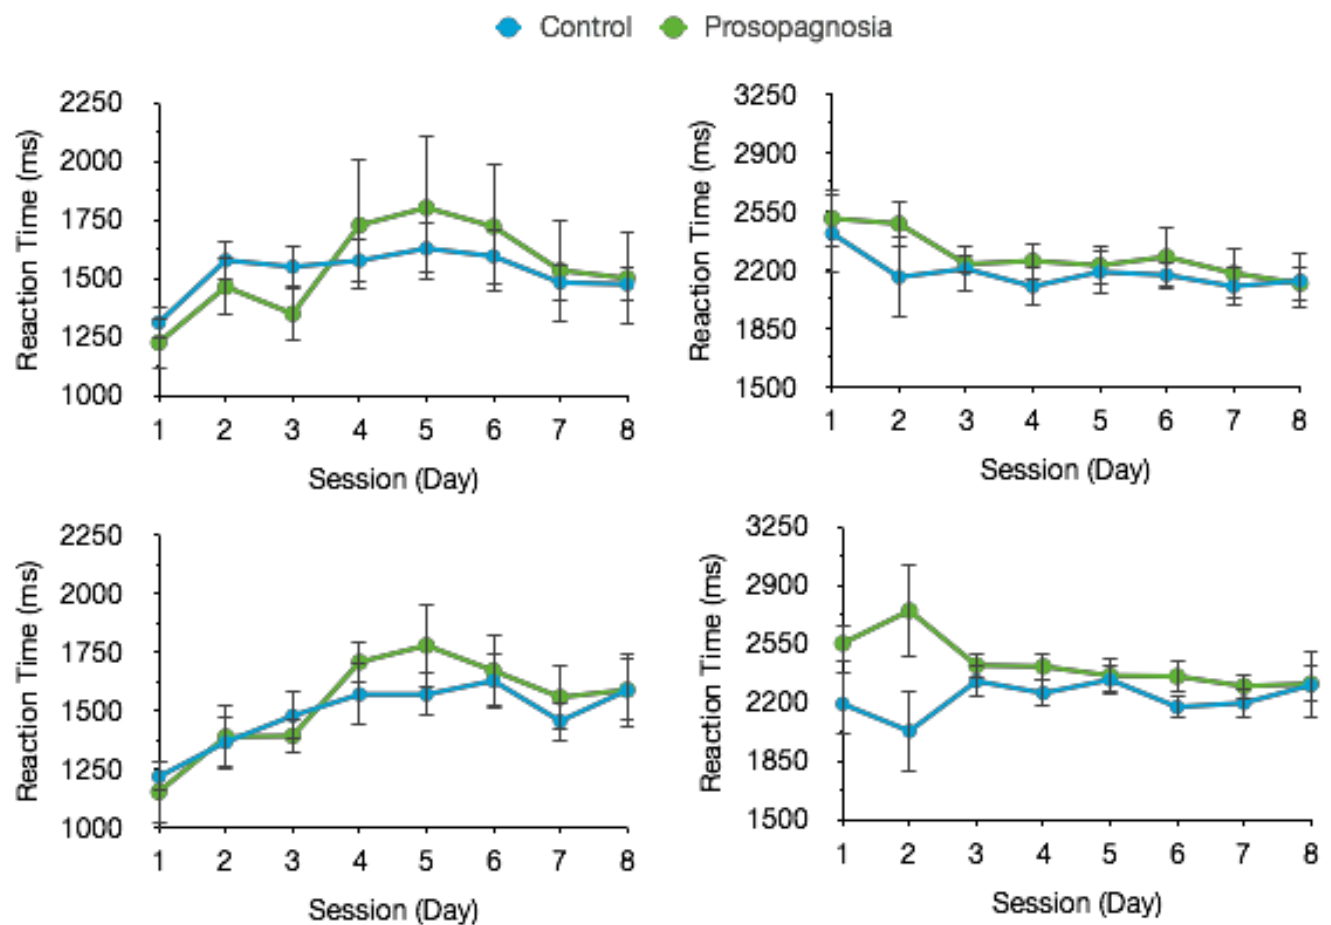 Control Prosopagnosia
Reaction Time (ms)
2250
2000
1750
1500
1250
1000
1 2 3 4 5 6 7 8
Session (Day)
Reaction Time (ms)
3250
2900
2550
2200
1850
1500
1 2 3 4 5 6 7 8
Session (Day)
Reaction Time (ms)
2250
2000
1750
1500
1250
1000
1 2 3 4 5 6 7 8
Session (Day)
Reaction Time (ms)
3250
2900
2550
2200
1850
1500
1 2 3 4 5 6 7 8
Session (Day)